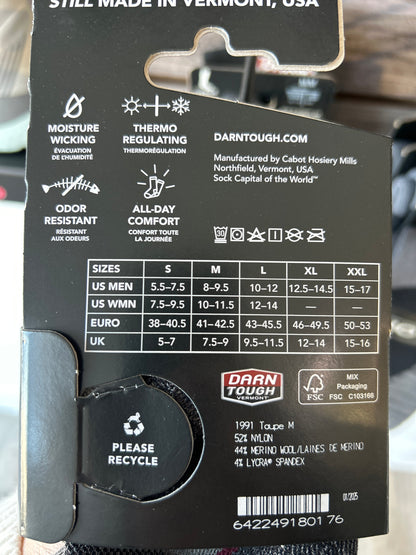 STILL MADE IN VERMONT, USA
MOISTURE
WICKING
ÉVACUATION
DE L'HUMIDITÉ
THERMO
REGULATING
THERMORÉGULATION
ODOR
RESISTANT
RÉSISTANT
AUX ODEURS
ALL-DAY
COMFORT
CONFORT TOUTE
LA JOURNÉE
DARNTOUGH.COM
Manufactured by Cabot Hosiery Mills
Northfield, Vermont, USA
Sock Capital of the World™
30
SIZES S M L XL XXL
US MEN 5.5–7.5 8–9.5 10–12 12.5–14.5 15–17
US WMN 7.5–9.5 10–11.5 12–14 — —
EURO 38–40.5 41–42.5 43–45.5 46–49.5 50–53
UK 5–7 7.5–9 9.5–11.5 12–14 15–16
DARN
TOUGH
VERMONT
FSC
MIX
Packaging
FSC C103166
PLEASE
RECYCLE
1991 Taupe M
52% NYLON
44% MERINO WOOL/LAINES DE MERINO
4% LYCRA® SPANDEX
01/2025
6422491801 76